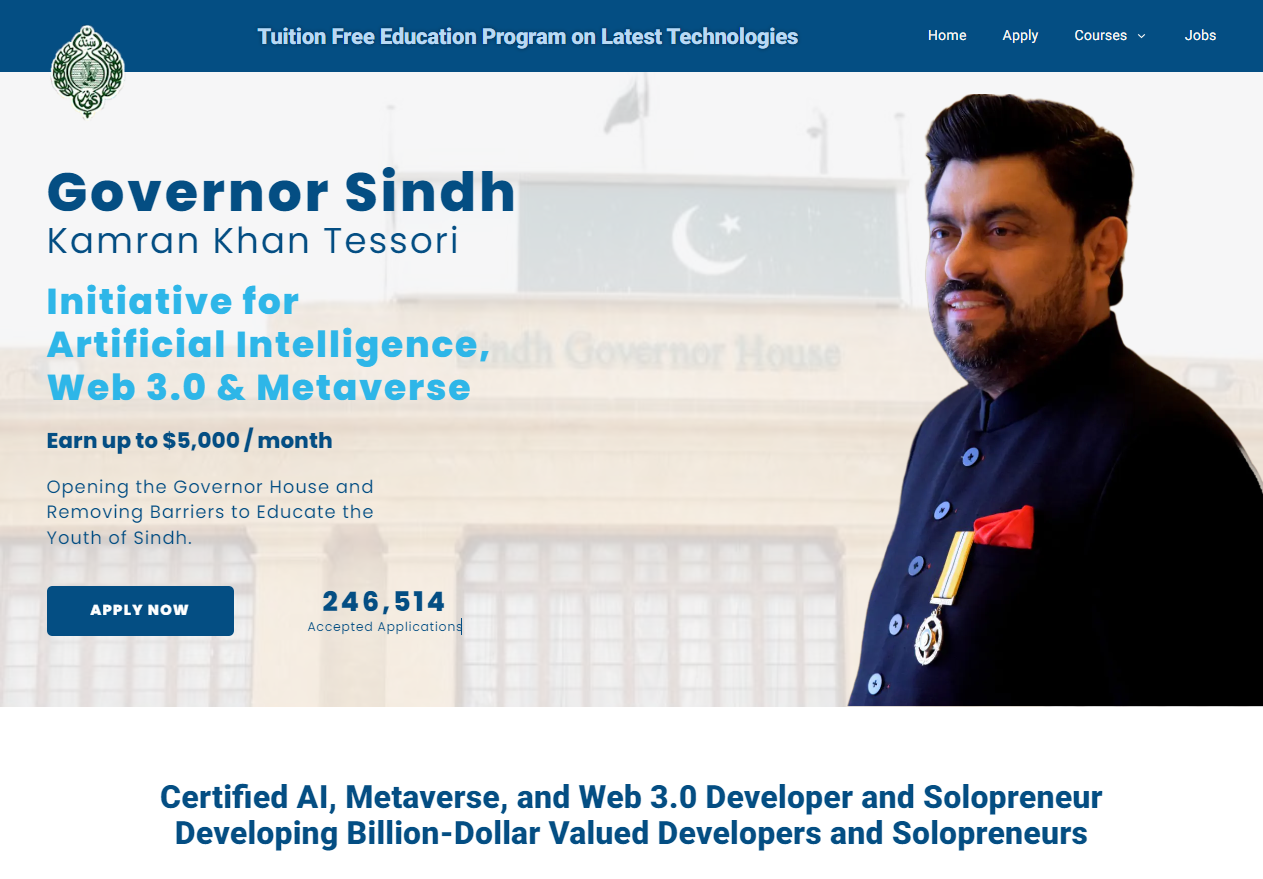 Tuition Free Education Program on Latest Technologies
Home
Apply
Courses
Jobs
Governor Sindh
Kamran Khan Tessori
Initiative for
Artificial Intelligence,
Web 3.0 & Metaverse
Sindh Governor House
Earn up to $5,000 / month
Opening the Governor House and
Removing Barriers to Educate the
Youth of Sindh.
APPLY NOW
246,514
Accepted Applications
Certified AI, Metaverse, and Web 3.0 Developer and Solopreneur
Developing Billion-Dollar Valued Developers and Solopreneurs